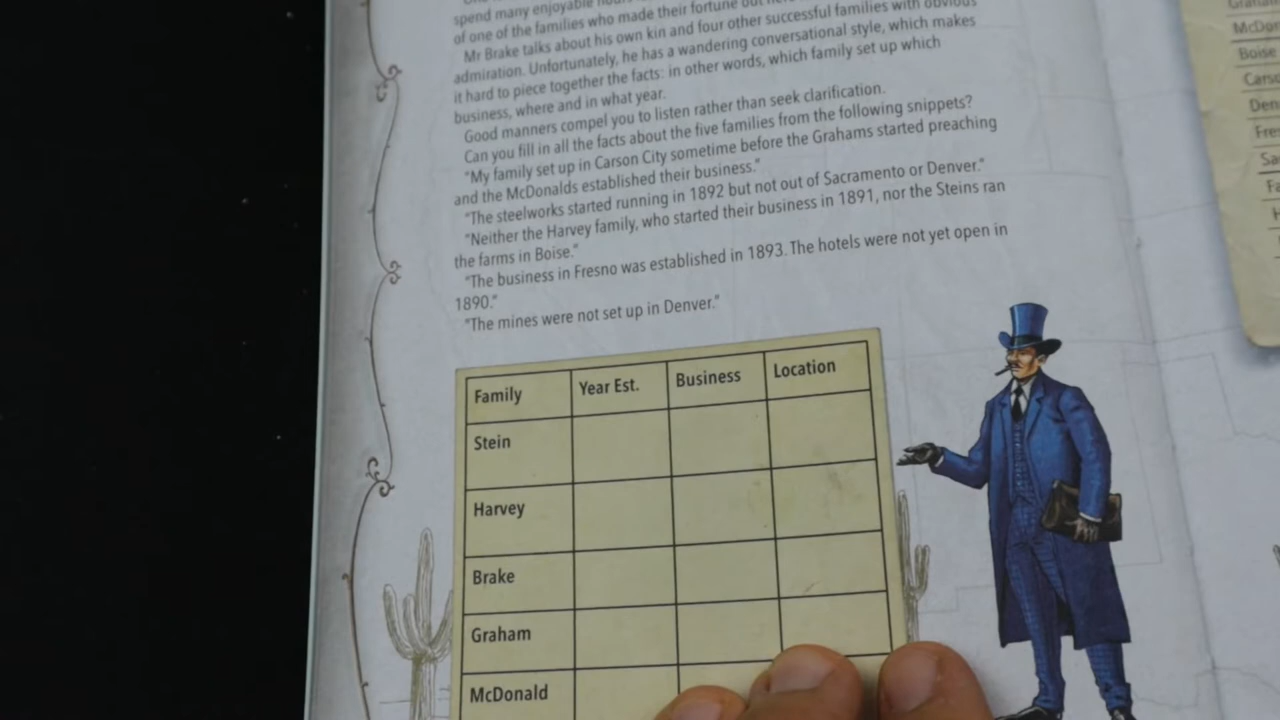 spend many enjoyable
of one of the families who made their fortune out
Mr Brake talks about his own kin and four other successful families with obvious
admiration. Unfortunately, he has a wandering conversational style, which makes
it hard to piece together the facts: in other words, which family set up which
business, where and in what year.
Good manners compel you to listen rather than seek clarification.
Can you fill in all the facts about the five families from the following snippets?
"My family set up in Carson City sometime before the Grahams started preaching
and the McDonalds established their business."
"The steelworks started running in 1892 but not out of Sacramento or Denver."
"Neither the Harvey family, who started their business in 1891, nor the Steins ran
the farms in Boise."
"The business in Fresno was established in 1893. The hotels were not yet open in
1890."
"The mines were not set up in Denver."
Family Year Est. Business Location
Stein
Harvey
Brake
Graham
McDonald
Boise